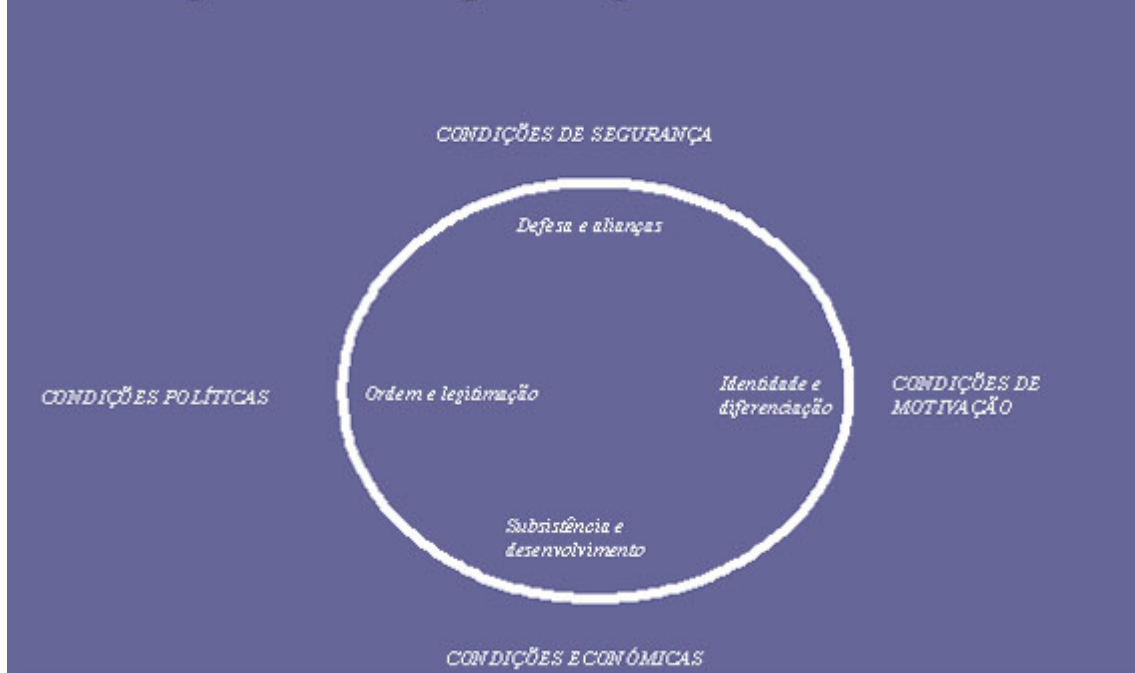 CONDIÇÕES DE SEGURANÇA
Defesa e alianças
CONDIÇÕES POLÍTICAS
Ordem e legitimação
Identidade e
diferenciação
CONDIÇÕES DE
MOTIVAÇÃO
Subsistência e
desenvolvimento
CONDIÇÕES ECONÓMICAS